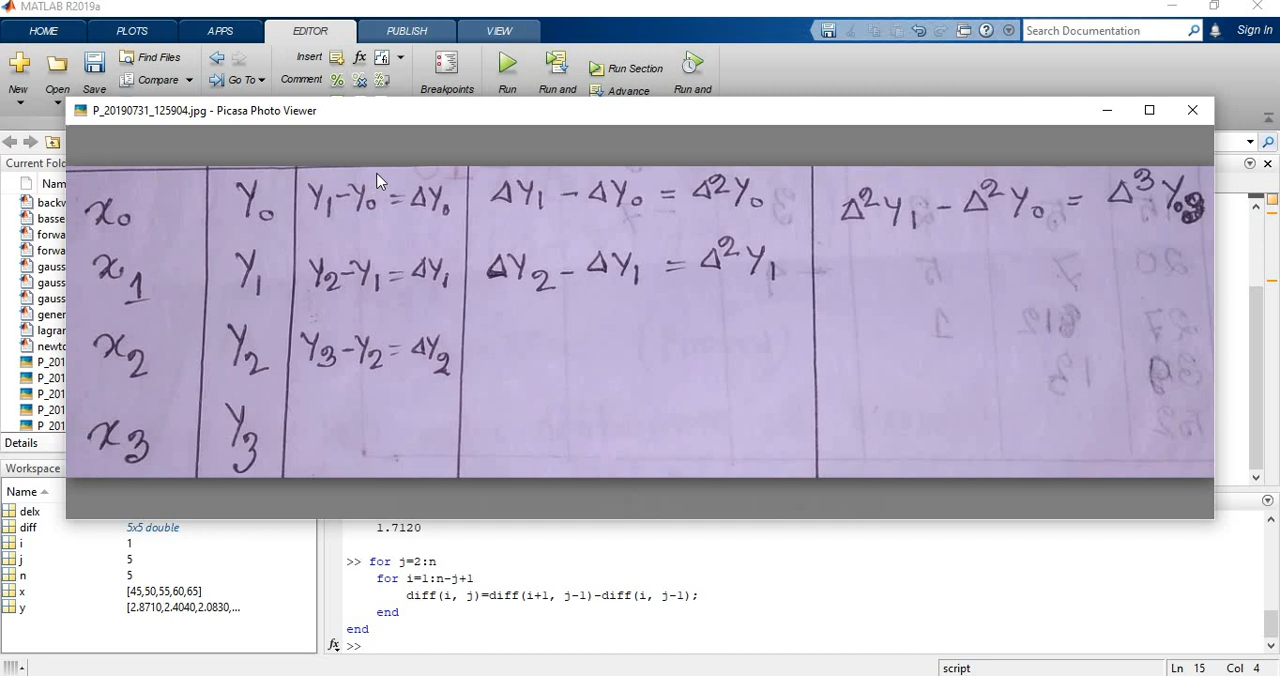 MATLAB R2019a
HOME PLOTS APPS EDITOR PUBLISH VIEW Search Documentation Sign In
Find Files Insert fx Run Section
Compare Go To Comment Advance
New Open Save Breakpoints Run Run and Run and
P_20190731_125904.jpg - Picasa Photo Viewer
Current Fold
Nam
backw
basse
forwa
forwa
gauss
gauss
gauss
gener
lagran
newto
P_201
P_201
P_201
P_201
P_201
Details
x₀ Y₀ Y₁-Y₀ = ΔY₀ ΔY₁ - ΔY₀ = Δ²Y₀ Δ²Y₁ - Δ²Y₀ = Δ³Y₀
x₁ Y₁ Y₂-Y₁ = ΔY₁ ΔY₂ - ΔY₁ = Δ²Y₁
x₂ Y₂ Y₃-Y₂ = ΔY₂
x₃ Y₃
Workspace
Name
delx
diff 5x5 double
i 1
j 5
n 5
x [45,50,55,60,65]
y [2.8710,2.4040,2.0830,...
1.7120
>> for j=2:n
for i=1:n-j+1
diff(i, j)=diff(i+1, j-1)-diff(i, j-1);
end
end
fx >>
script Ln 15 Col 4